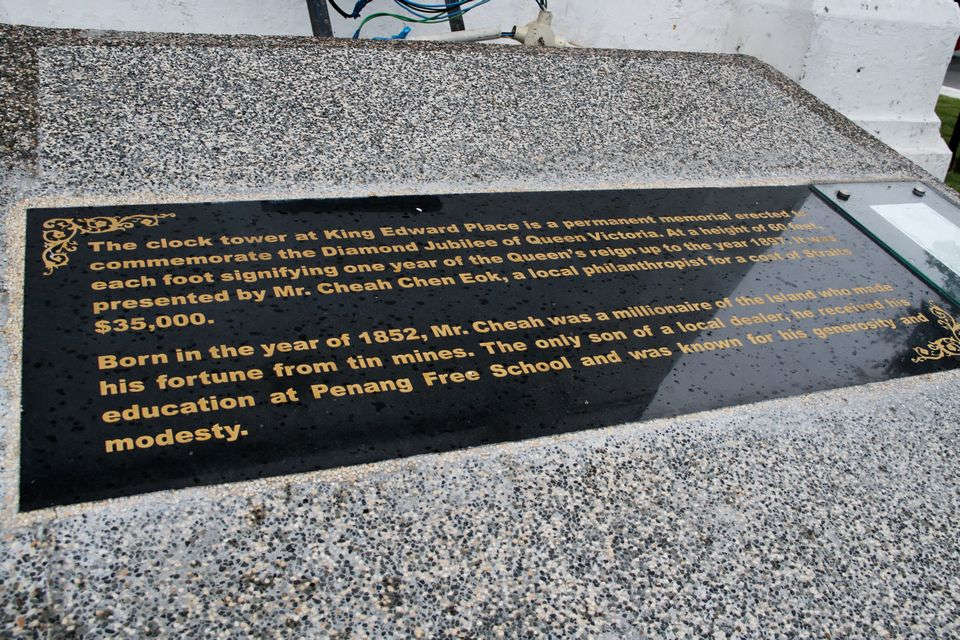 The clock tower at King Edward Place is a permanent memorial erected to
commemorate the Diamond Jubilee of Queen Victoria. At a height of 60 feet,
each foot signifying one year of the Queen's reign up to the year 1897. It was
presented by Mr. Cheah Chen Eok, a local philanthropist for a cost of Straits
$35,000.
Born in the year of 1852, Mr. Cheah was a millionaire of the Island who made
his fortune from tin mines. The only son of a local dealer, he received his
education at Penang Free School and was known for his generosity and
modesty.